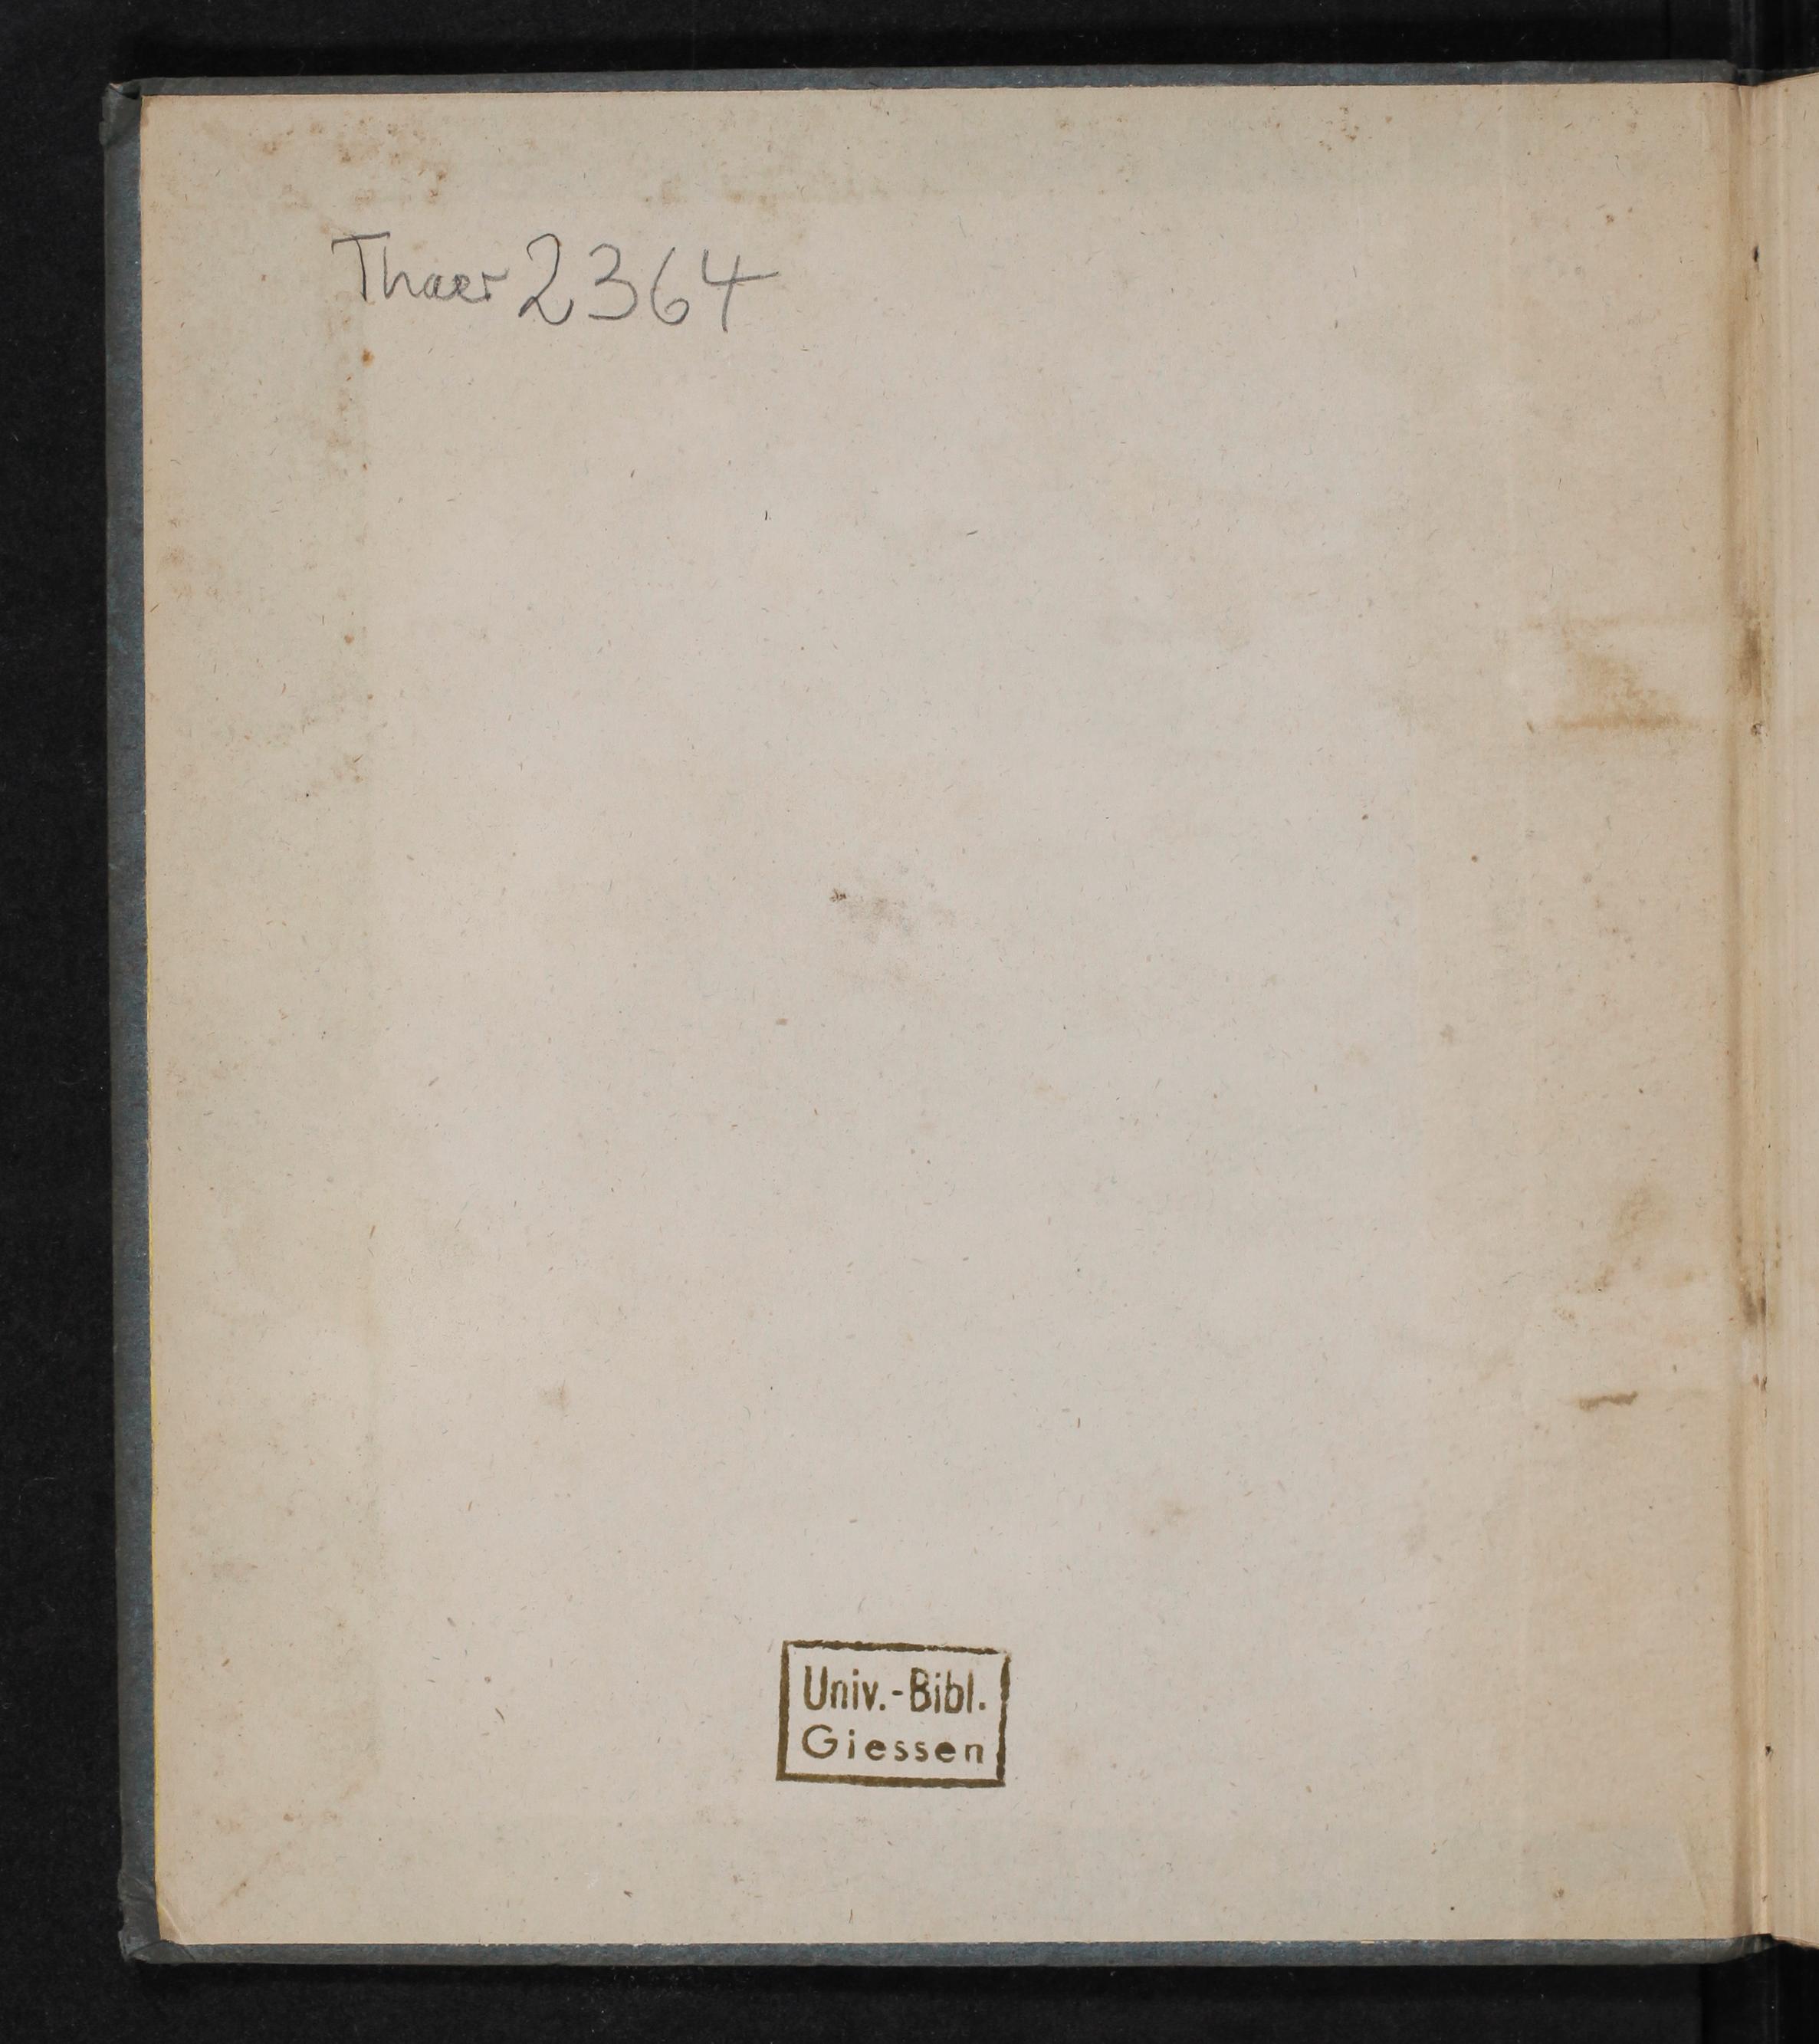 Thaer 2364
Univ.-Bibl.
Giessen